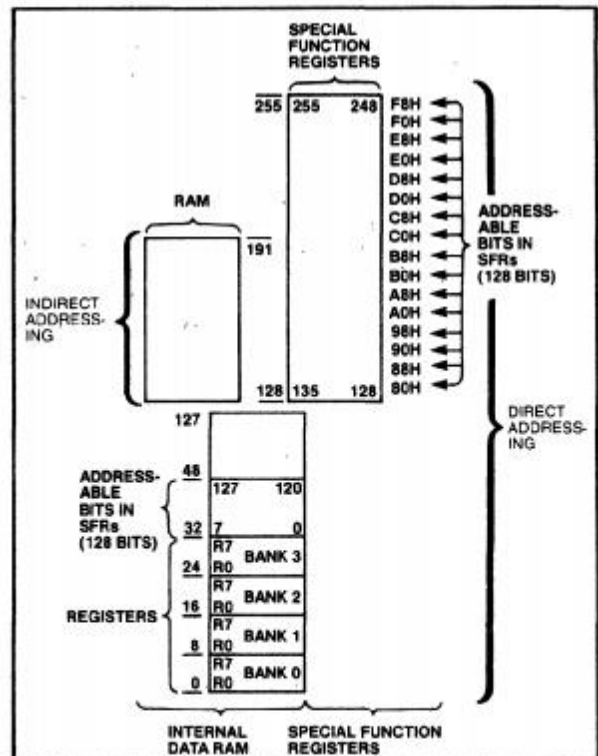 SPECIAL
FUNCTION
REGISTERS
255 255 248
F8H
F0H
E8H
E0H
D8H
D0H
C8H
C0H
B8H
B0H
A8H
A0H
98H
90H
88H
80H
ADDRESS-
ABLE
BITS IN
SFRs
(128 BITS)
RAM
191
INDIRECT
ADDRESS-
ING
128 135 128
DIRECT
ADDRESS-
ING
127
48
ADDRESS-
ABLE
BITS IN
SFRs
(128 BITS)
127 120
32 7 0
R7
R0 BANK 3
24
R7
R0 BANK 2
16
REGISTERS
R7
R0 BANK 1
8
R7
R0 BANK 0
0
INTERNAL
DATA RAM
SPECIAL FUNCTION
REGISTERS